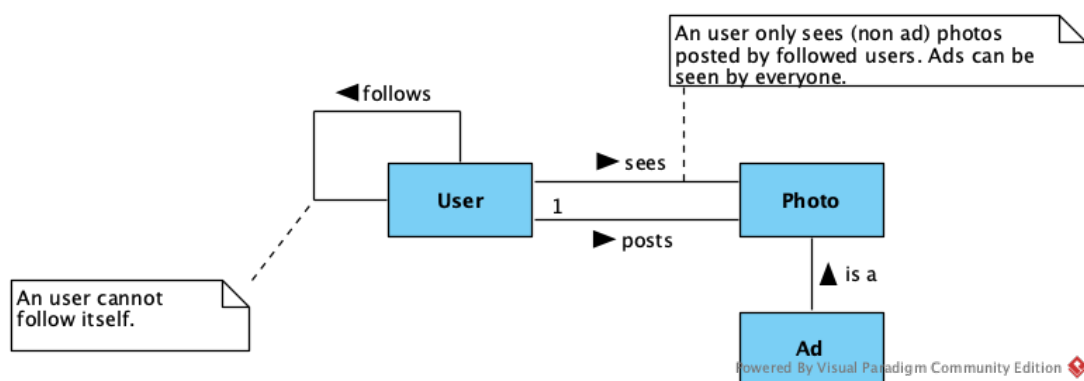 An user only sees (non ad) photos
posted by followed users. Ads can be
seen by everyone.
follows
sees
User
Photo
1
posts
is a
An user cannot
follow itself.
Ad
Powered By Visual Paradigm Community Edition